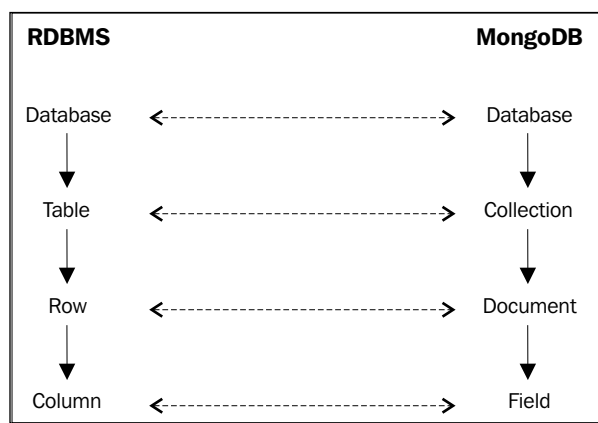 RDBMS MongoDB
Database Database
Table Collection
Row Document
Column Field